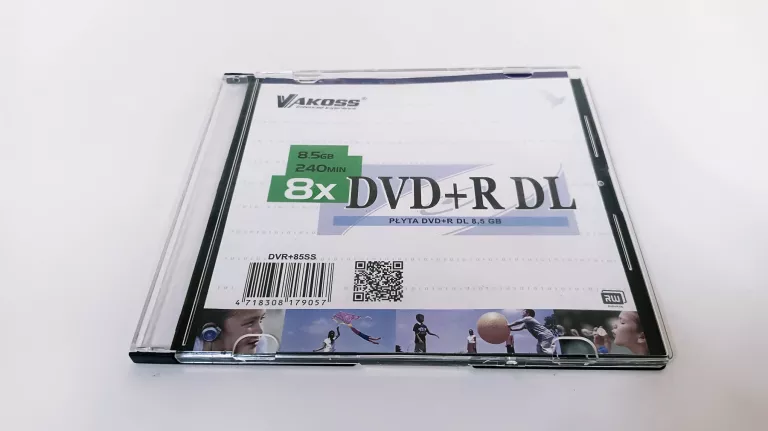 VAKOSS®
8.5GB
240MIN
8x DVD+R DL
PŁYTA DVD+R DL 8,5 GB
DVR+85SS
4 718308 179057
RW